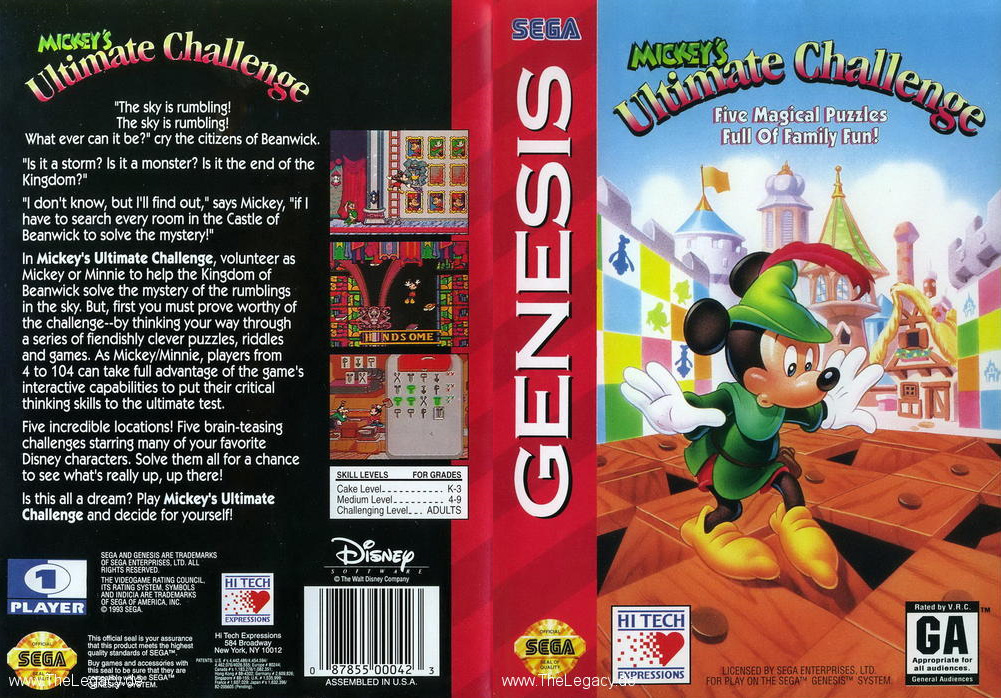 MICKEY'S
Ultimate Challenge
"The sky is rumbling!
The sky is rumbling!
What ever can it be?" cry the citizens of Beanwick.
"Is it a storm? Is it a monster? Is it the end of the
Kingdom?"
"I don't know, but I'll find out," says Mickey, "if I
have to search every room in the Castle of
Beanwick to solve the mystery!"
In Mickey's Ultimate Challenge, volunteer as
Mickey or Minnie to help the Kingdom of
Beanwick solve the mystery of the rumblings
in the sky. But, first you must prove worthy of
the challenge--by thinking your way through
a series of fiendishly clever puzzles, riddles
and games. As Mickey/Minnie, players from
4 to 104 can take full advantage of the game's
interactive capabilities to put their critical
thinking skills to the ultimate test.
Five incredible locations! Five brain-teasing
challenges starring many of your favorite
Disney characters. Solve them all for a chance
to see what's really up, up there!
Is this all a dream? Play Mickey's Ultimate
Challenge and decide for yourself!
HANDSOME
SKILL LEVELS FOR GRADES
Cake Level K-3
Medium Level 4-9
Challenging Level ADULTS
1
PLAYER
SEGA AND GENESIS ARE TRADEMARKS
OF SEGA ENTERPRISES, LTD. ALL
RIGHTS RESERVED.
THE VIDEOGAME RATING COUNCIL,
ITS RATING SYSTEM, SYMBOLS
AND INDICIA ARE TRADEMARKS
OF SEGA OF AMERICA, INC.
© 1993 SEGA.
HI TECH
EXPRESSIONS
Hi Tech Expressions
584 Broadway
New York, NY 10012
Disney
SOFTWARE
© The Walt Disney Company
OFFICIAL
SEGA
SEAL OF QUALITY
This official seal is your assurance
that this product meets the highest
quality standards of SEGA™.
Buy games and accessories with
this seal to be sure that they are
SEGA™
SYSTEM.
0 87855 00042 3
ASSEMBLED IN U.S.A.
www.TheLegacy.de
SEGA
GENESIS
OFFICIAL
SEGA
SEAL OF QUALITY
www.TheLegacy.de
MICKEY'S
Ultimate Challenge
Five Magical Puzzles
Full Of Family Fun!
HI TECH
EXPRESSIONS
LICENSED BY SEGA ENTERPRISES, LTD.
FOR PLAY ON THE SEGA™ GENESIS™ SYSTEM.
Rated by V.R.C. TM
GA
Appropriate for
all audiences.
General Audiences